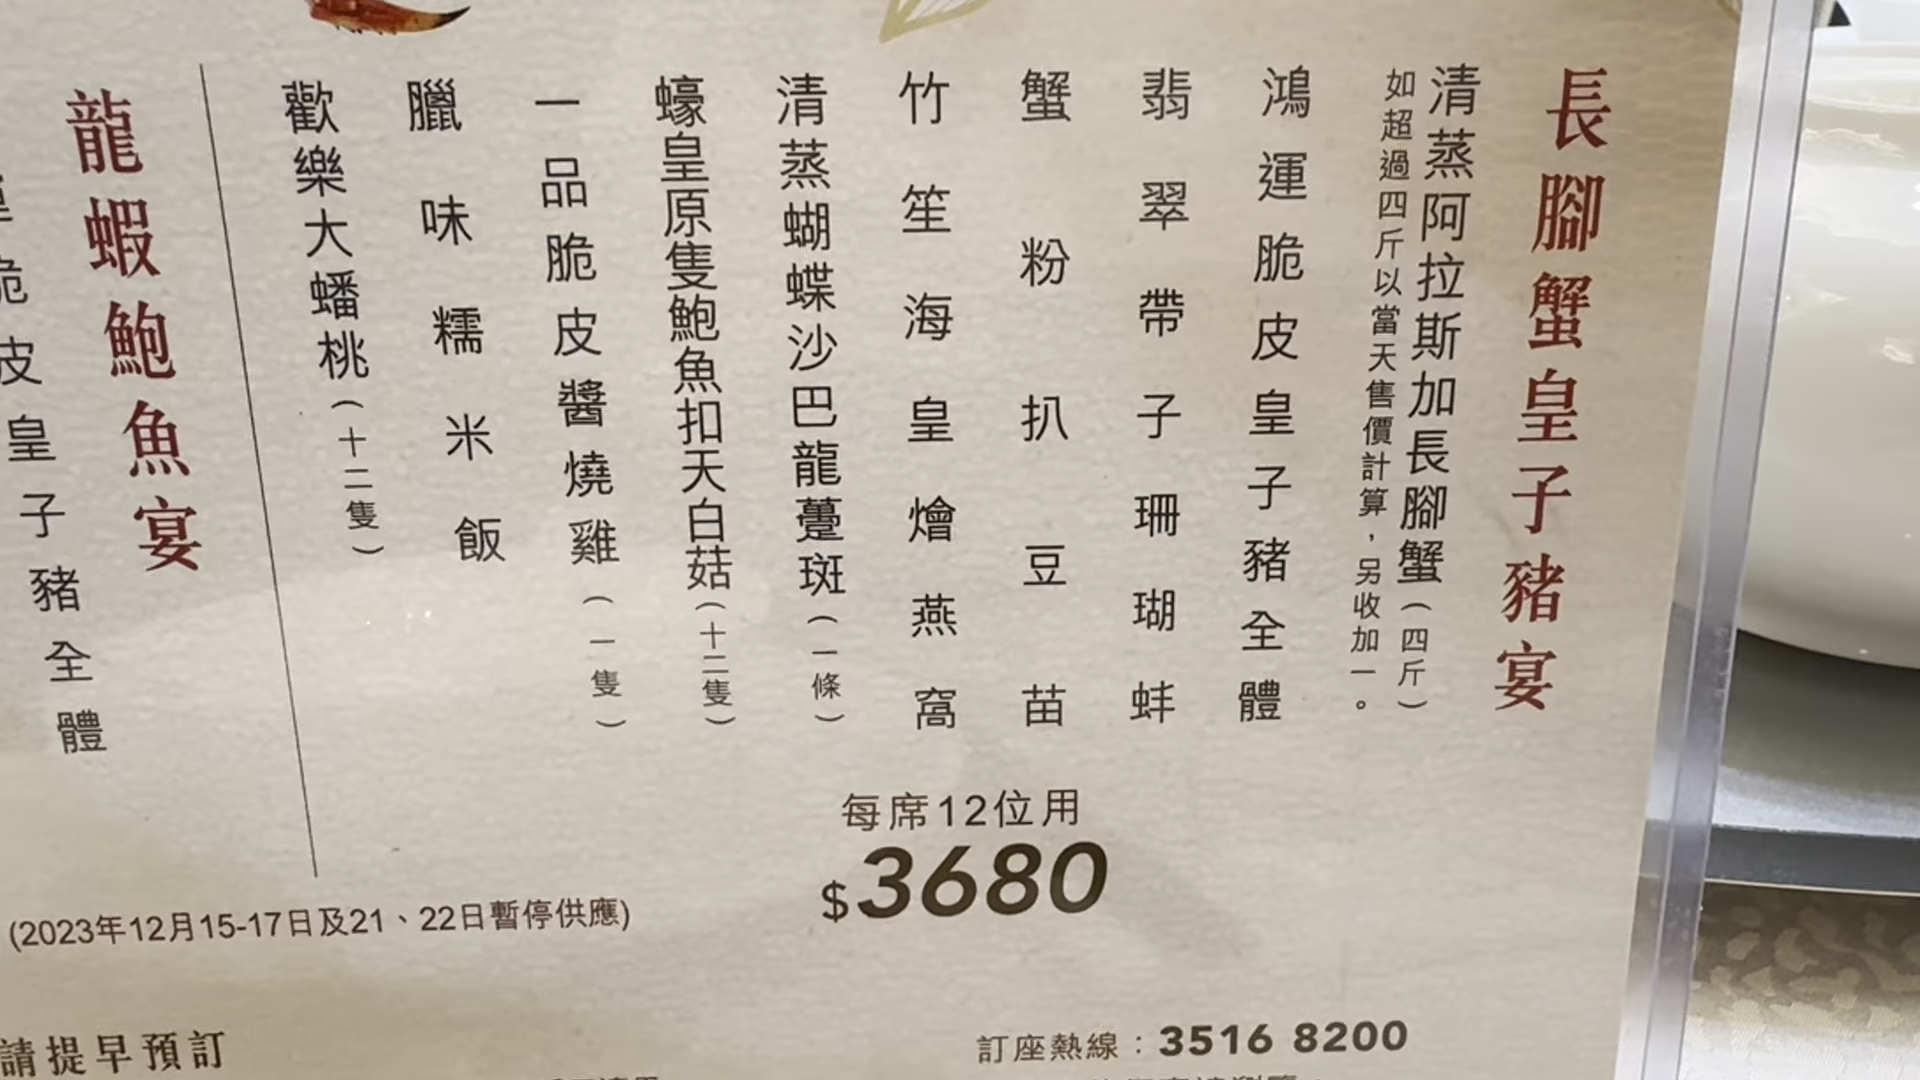 長腳蟹皇子豬宴
清蒸阿拉斯加長腳蟹(四斤)
如超過四斤以當天售價計算，另收加一。
鴻運脆皮皇子豬全體
翡翠帶子珊瑚蚌
蟹粉扒豆苗
竹笙海皇燴燕窩
清蒸蝴蝶沙巴龍躉斑(一條)
蠔皇原隻鮑魚扣天白菇(十二隻)
一品脆皮醬燒雞(一隻)
臘味糯米飯
歡樂大蟠桃(十二隻)
每席12位用
$3680
龍蝦鮑魚宴
脆皮皇子豬全體
(2023年12月15-17日及21、22日暫停供應)
請提早預訂
訂座熱線：3516 8200